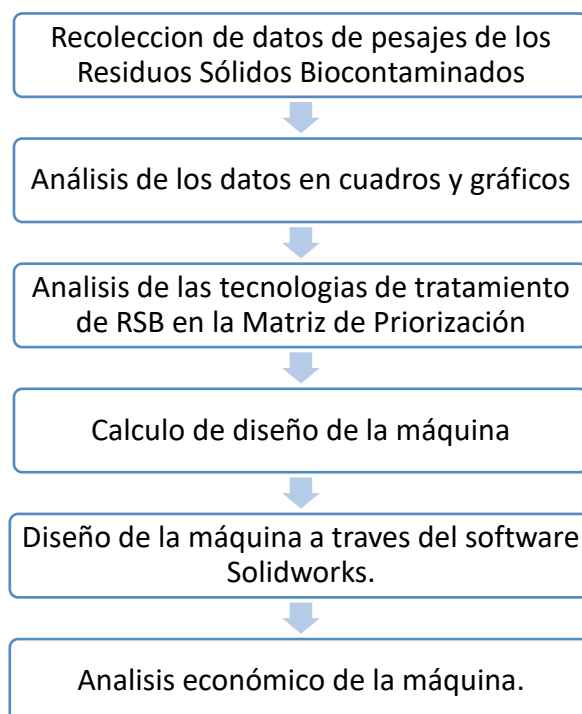 Recoleccion de datos de pesajes de los
Residuos Sólidos Biocontaminados
Análisis de los datos en cuadros y gráficos
Analisis de las tecnologias de tratamiento
de RSB en la Matriz de Priorización
Calculo de diseño de la máquina
Diseño de la máquina a traves del software
Solidworks.
Analisis económico de la máquina.